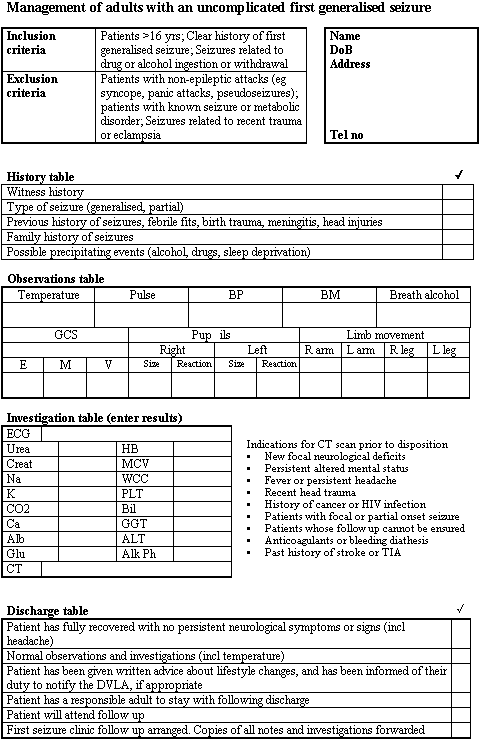 Management of adults with an uncomplicated first generalised seizure
Inclusion criteria
Patients >16 yrs; Clear history of first
generalised seizure; Seizures related to
drug or alcohol ingestion or withdrawal
Exclusion criteria
Patients with non-epileptic attacks (eg
syncope, panic attacks, pseudoseizures);
patients with known seizure or metabolic
disorder; Seizures related to recent trauma
or eclampsia
Name
DoB
Address
Tel no
History table ✓
Witness history
Type of seizure (generalised, partial)
Previous history of seizures, febrile fits, birth trauma, meningitis, head injuries
Family history of seizures
Possible precipitating events (alcohol, drugs, sleep deprivation)
Observations table
Temperature Pulse BP BM Breath alcohol
GCS Pup ils Limb movement
Right Left R arm L arm R leg L leg
E M V Size Reaction Size Reaction
Investigation table (enter results)
ECG
Urea HB
Creat MCV
Na WCC
K PLT
CO2 Bil
Ca GGT
Alb ALT
Glu Alk Ph
CT
Indications for CT scan prior to disposition
▪ New focal neurological deficits
▪ Persistent altered mental status
▪ Fever or persistent headache
▪ Recent head trauma
▪ History of cancer or HIV infection
▪ Patients with focal or partial onset seizure
▪ Patients whose follow up cannot be ensured
▪ Anticoagulants or bleeding diathesis
▪ Past history of stroke or TIA
Discharge table ✓
Patient has fully recovered with no persistent neurological symptoms or signs (incl
headache)
Normal observations and investigations (incl temperature)
Patient has been given written advice about lifestyle changes, and has been informed of their
duty to notify the DVLA, if appropriate
Patient has a responsible adult to stay with following discharge
Patient will attend follow up
First seizure clinic follow up arranged. Copies of all notes and investigations forwarded